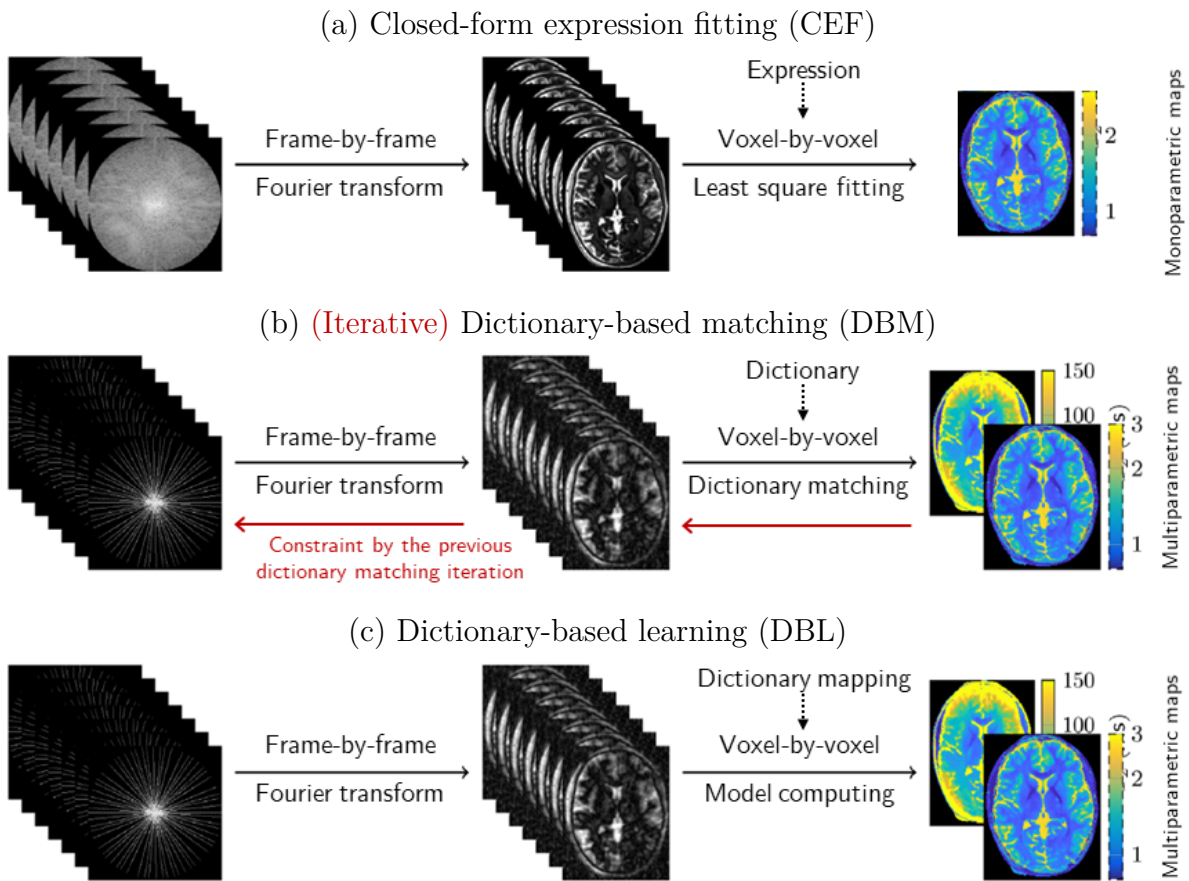 (a) Closed-form expression fitting (CEF)
Expression
Frame-by-frame
Voxel-by-voxel
Fourier transform
Least square fitting
2
1
Monoparametric maps
(b) (Iterative) Dictionary-based matching (DBM)
Dictionary
Frame-by-frame
Voxel-by-voxel
Fourier transform
Dictionary matching
Constraint by the previous
dictionary matching iteration
150
100
3
2
1
Multiparametric maps
(c) Dictionary-based learning (DBL)
Dictionary mapping
Frame-by-frame
Voxel-by-voxel
Fourier transform
Model computing
150
100
3
2
1
Multiparametric maps